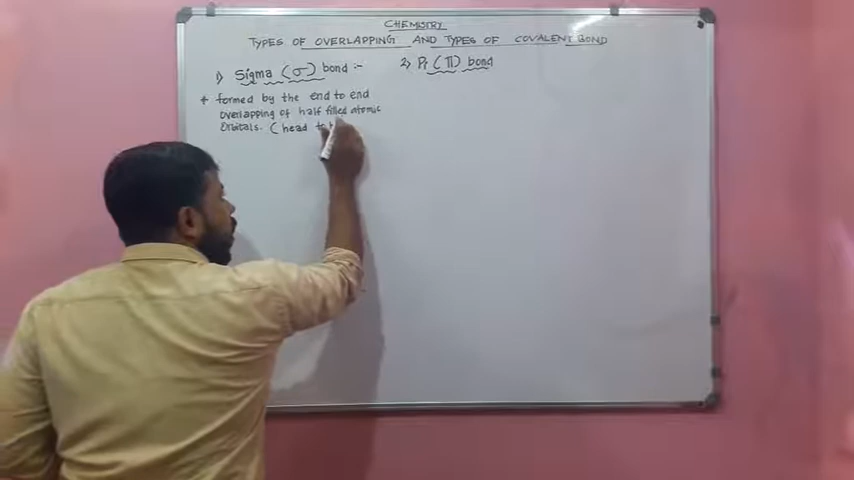 CHEMISTRY
TYPES OF OVERLAPPING AND TYPES OF COVALENT BOND
1) Sigma (σ) bond :-
* formed by the end to end
overlapping of half filled atomic
orbitals. (head to
2) Pi (π) bond